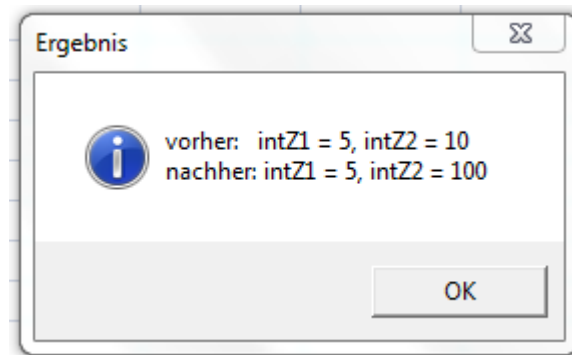 Ergebnis
vorher:   intZ1 = 5, intZ2 = 10
nachher: intZ1 = 5, intZ2 = 100
OK